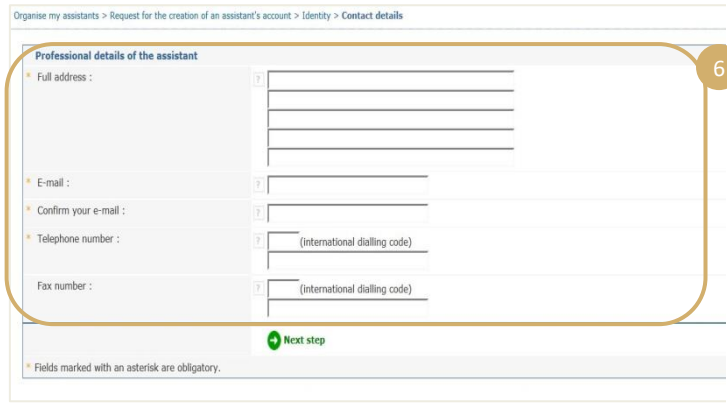 Organise my assistants > Request for the creation of an assistant's account > Identity > Contact details
Professional details of the assistant
6
* Full address : ?
* E-mail : ?
* Confirm your e-mail : ?
* Telephone number : ? (international dialling code)
Fax number : ? (international dialling code)
Next step
* Fields marked with an asterisk are obligatory.